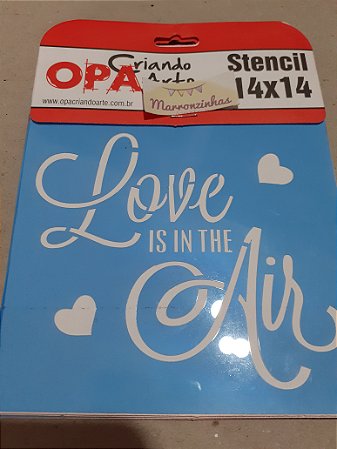 OPA Criando Arte
Stencil
14x14
www.opacriandoarte.com.br
Marronzinhas
Love
IS IN THE
Air